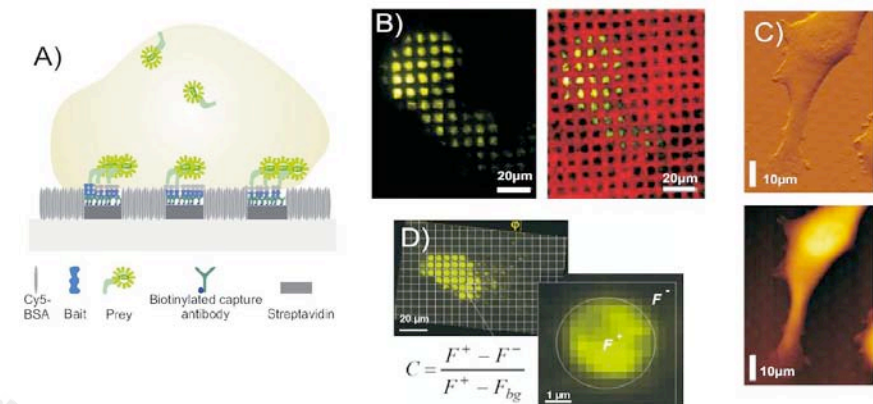 A)
Cy5-
BSA
Bait
Prey
Biotinylated capture
antibody
Streptavidin
B)
20µm
20µm
C)
10µm
10µm
D)
φ
20 µm
F⁻
F⁺
1 µm
C = (F⁺ − F⁻) / (F⁺ − F_bg)